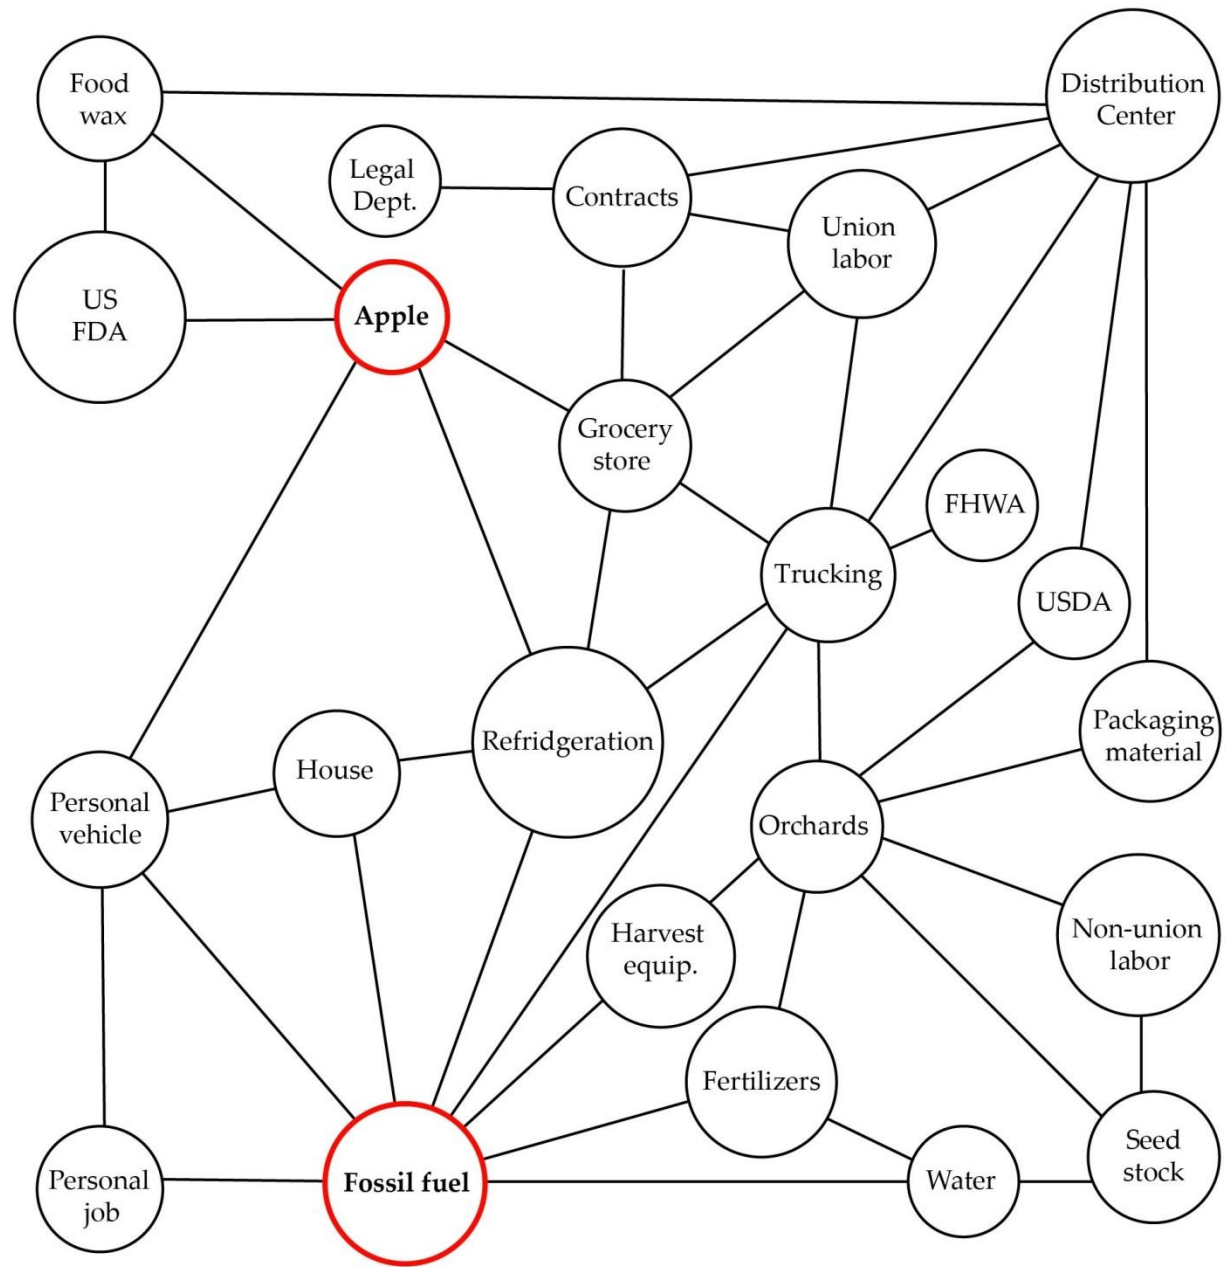 Food
wax
Distribution
Center
Legal
Dept.
Contracts
Union
labor
US
FDA
Apple
Grocery
store
FHWA
Trucking
USDA
Packaging
material
Refridgeration
House
Personal
vehicle
Orchards
Harvest
equip.
Non-union
labor
Fertilizers
Seed
stock
Water
Fossil fuel
Personal
job